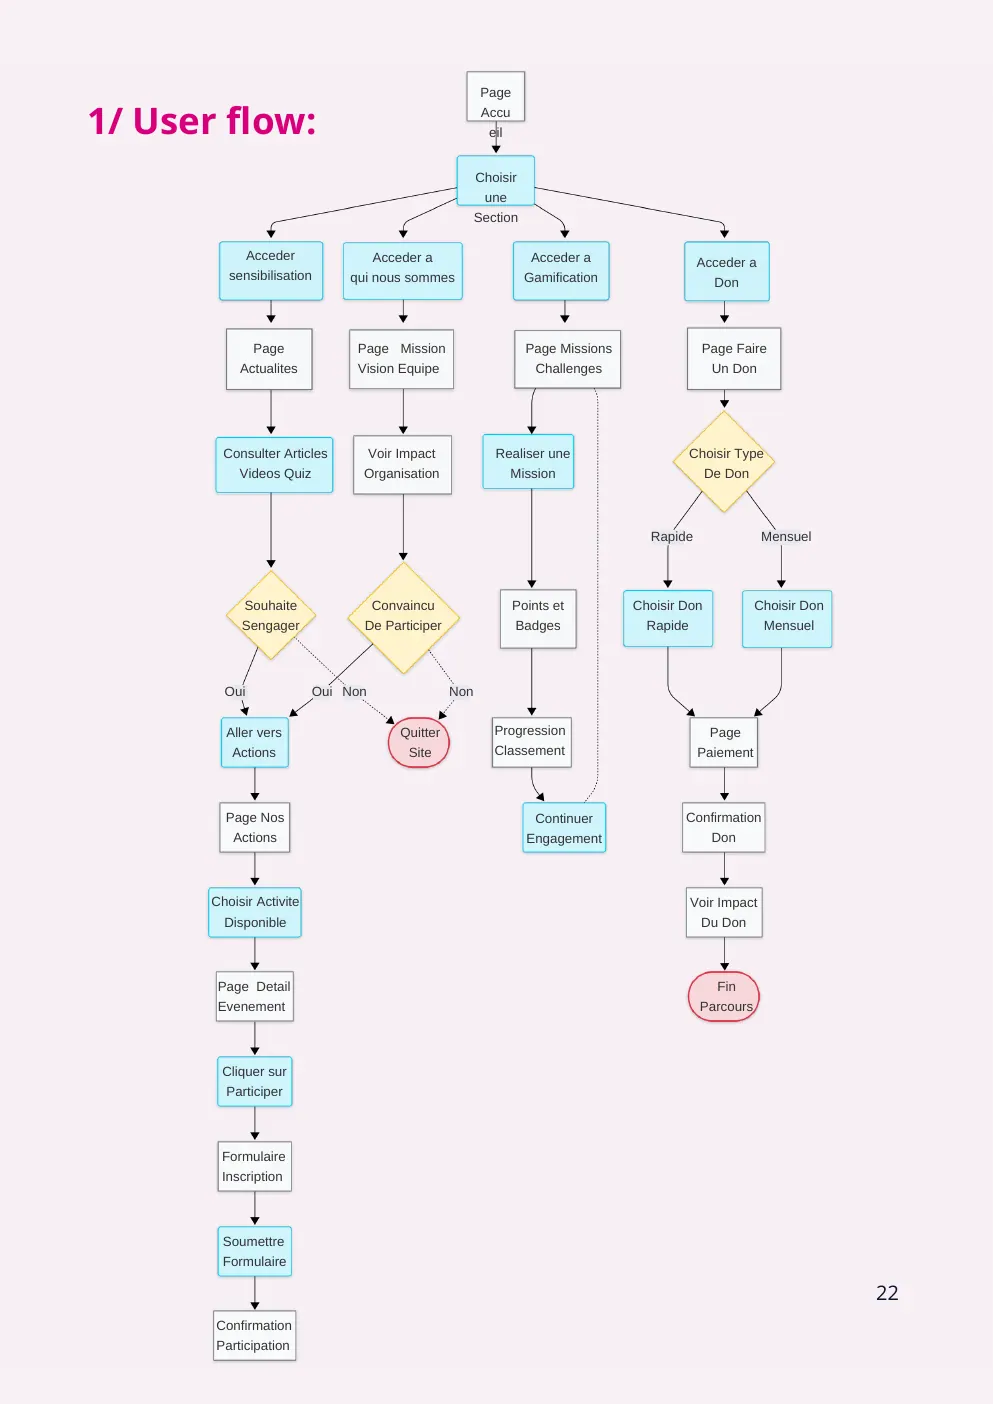 1/ User flow:
Page
Accu
eil
Choisir
une
Section
Acceder
sensibilisation
Acceder a
qui nous sommes
Acceder a
Gamification
Acceder a
Don
Page
Actualites
Page Mission
Vision Equipe
Page Missions
Challenges
Page Faire
Un Don
Consulter Articles
Videos Quiz
Voir Impact
Organisation
Realiser une
Mission
Choisir Type
De Don
Rapide
Mensuel
Souhaite
Sengager
Convaincu
De Participer
Points et
Badges
Choisir Don
Rapide
Choisir Don
Mensuel
Oui
Oui
Non
Non
Aller vers
Actions
Quitter
Site
Progression
Classement
Page
Paiement
Page Nos
Actions
Continuer
Engagement
Confirmation
Don
Choisir Activite
Disponible
Voir Impact
Du Don
Page Detail
Evenement
Fin
Parcours
Cliquer sur
Participer
Formulaire
Inscription
Soumettre
Formulaire
Confirmation
Participation
22